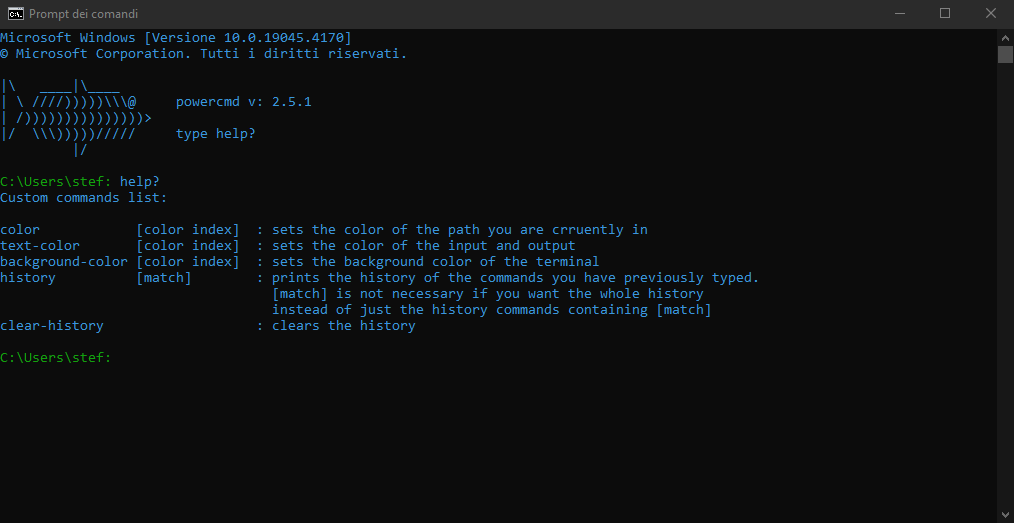 Prompt dei comandi
Microsoft Windows [Versione 10.0.19045.4170]
© Microsoft Corporation. Tutti i diritti riservati.
|\   ____|\____
| \ ////)))))\\\@     powercmd v: 2.5.1
| /)))))))))))))))>
|/  \\\)))))/////     type help?
         |/
C:\Users\stef: help?
Custom commands list:
color            [color index]  : sets the color of the path you are crruently in
text-color       [color index]  : sets the color of the input and output
background-color [color index]  : sets the background color of the terminal
history          [match]        : prints the history of the commands you have previously typed.
                                  [match] is not necessary if you want the whole history
                                  instead of just the history commands containing [match]
clear-history                   : clears the history
C:\Users\stef: